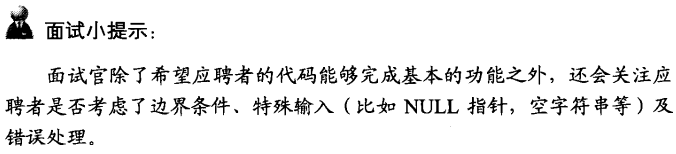 面试小提示：
面试官除了希望应聘者的代码能够完成基本的功能之外，还会关注应
聘者是否考虑了边界条件、特殊输入（比如 NULL 指针，空字符串等）及
错误处理。